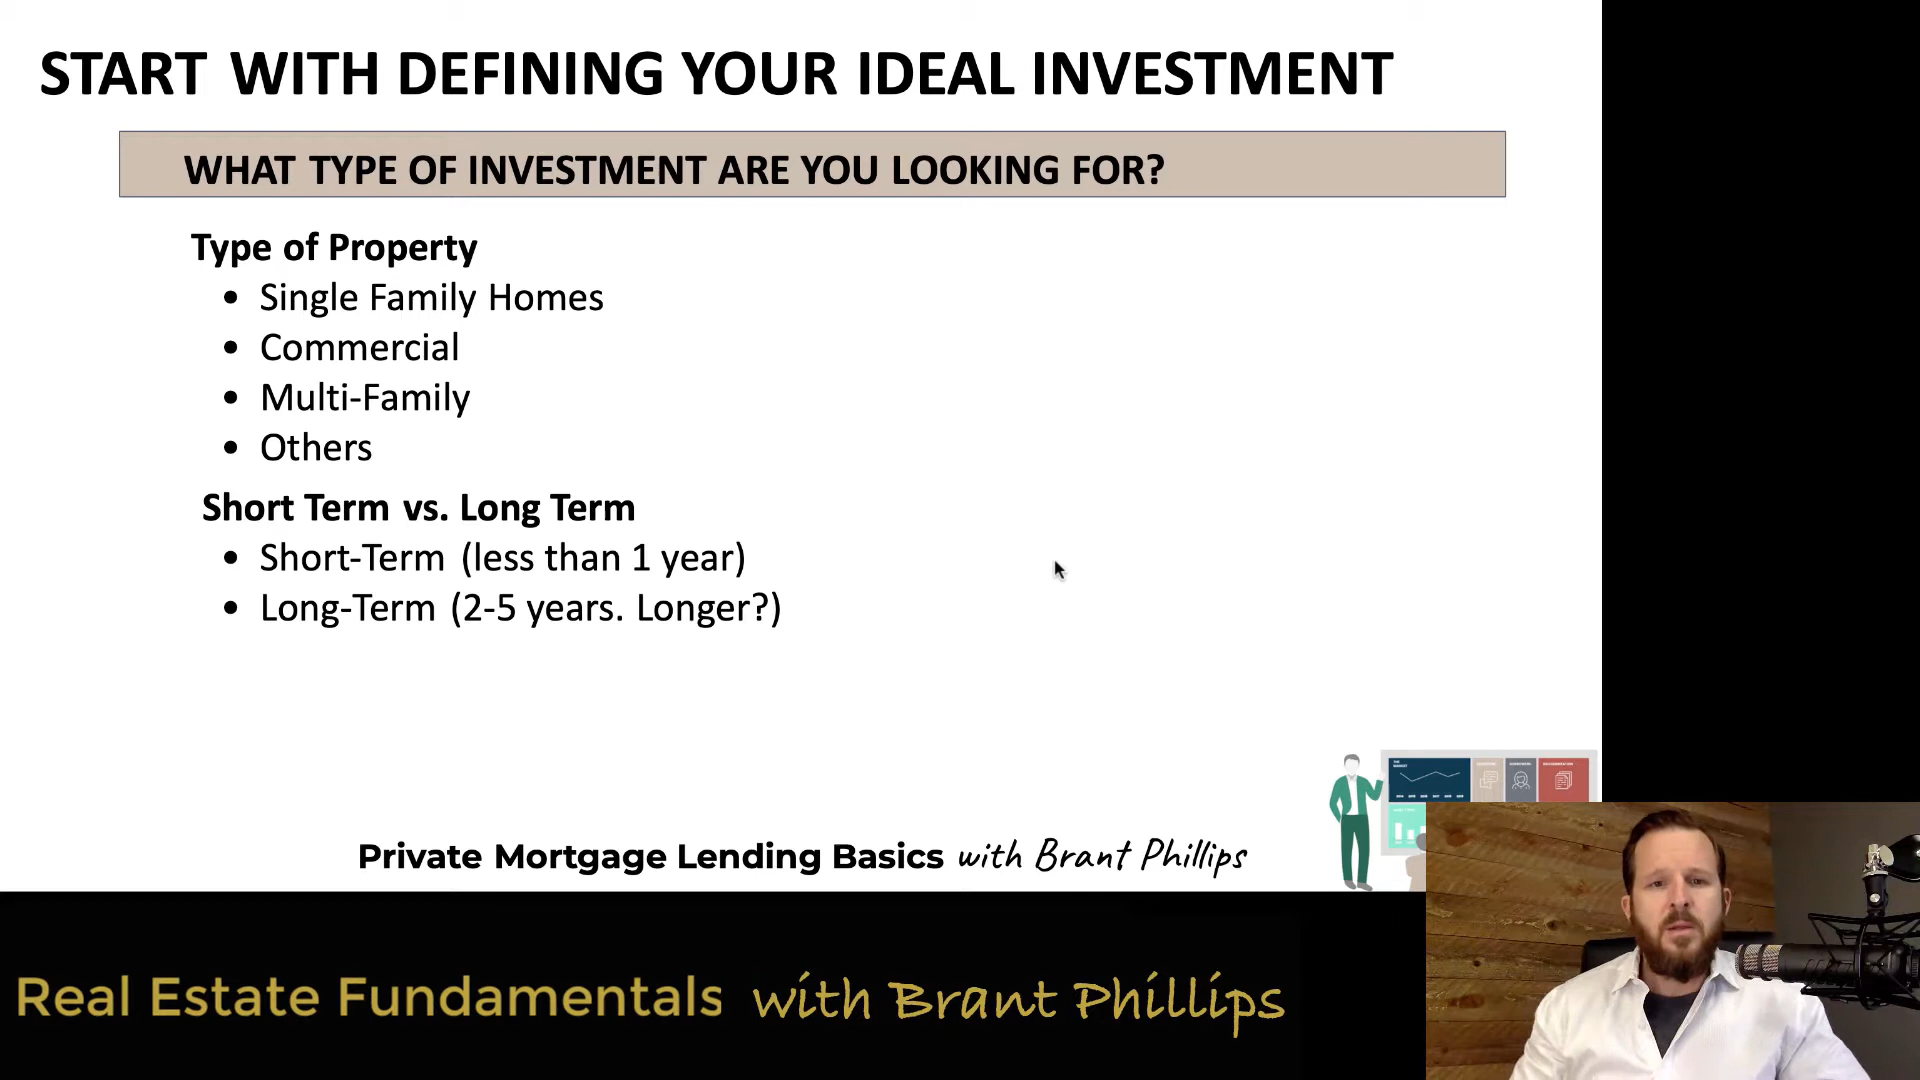 START WITH DEFINING YOUR IDEAL INVESTMENT
WHAT TYPE OF INVESTMENT ARE YOU LOOKING FOR?
Type of Property
• Single Family Homes
• Commercial
• Multi-Family
• Others
Short Term vs. Long Term
• Short-Term (less than 1 year)
• Long-Term (2-5 years. Longer?)
Private Mortgage Lending Basics with Brant Phillips
Real Estate Fundamentals with Brant Phillips